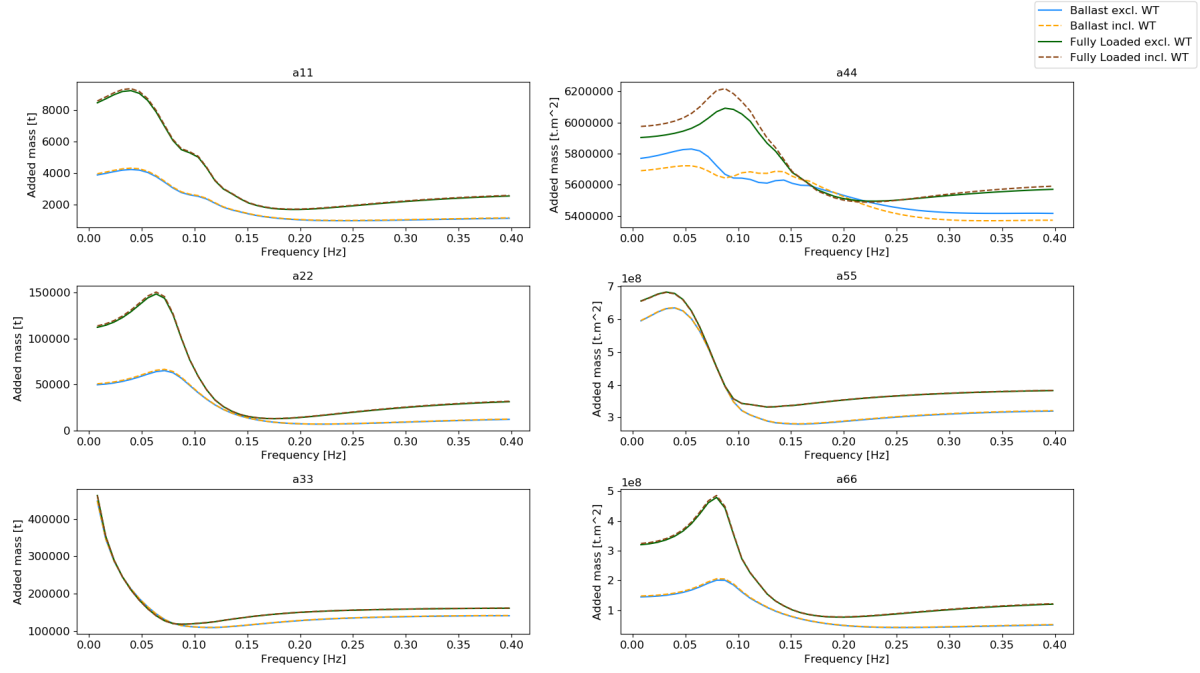 Ballast excl. WT
Ballast incl. WT
Fully Loaded excl. WT
Fully Loaded incl. WT
a11
Added mass [t]
8000
6000
4000
2000
0.00 0.05 0.10 0.15 0.20 0.25 0.30 0.35 0.40
Frequency [Hz]
a44
Added mass [t.m^2]
6200000
6000000
5800000
5600000
5400000
0.00 0.05 0.10 0.15 0.20 0.25 0.30 0.35 0.40
Frequency [Hz]
a22
Added mass [t]
150000
100000
50000
0
0.00 0.05 0.10 0.15 0.20 0.25 0.30 0.35 0.40
Frequency [Hz]
a55
1e8
Added mass [t.m^2]
7
6
5
4
3
0.00 0.05 0.10 0.15 0.20 0.25 0.30 0.35 0.40
Frequency [Hz]
a33
Added mass [t]
400000
300000
200000
100000
0.00 0.05 0.10 0.15 0.20 0.25 0.30 0.35 0.40
Frequency [Hz]
a66
1e8
Added mass [t.m^2]
5
4
3
2
1
0.00 0.05 0.10 0.15 0.20 0.25 0.30 0.35 0.40
Frequency [Hz]